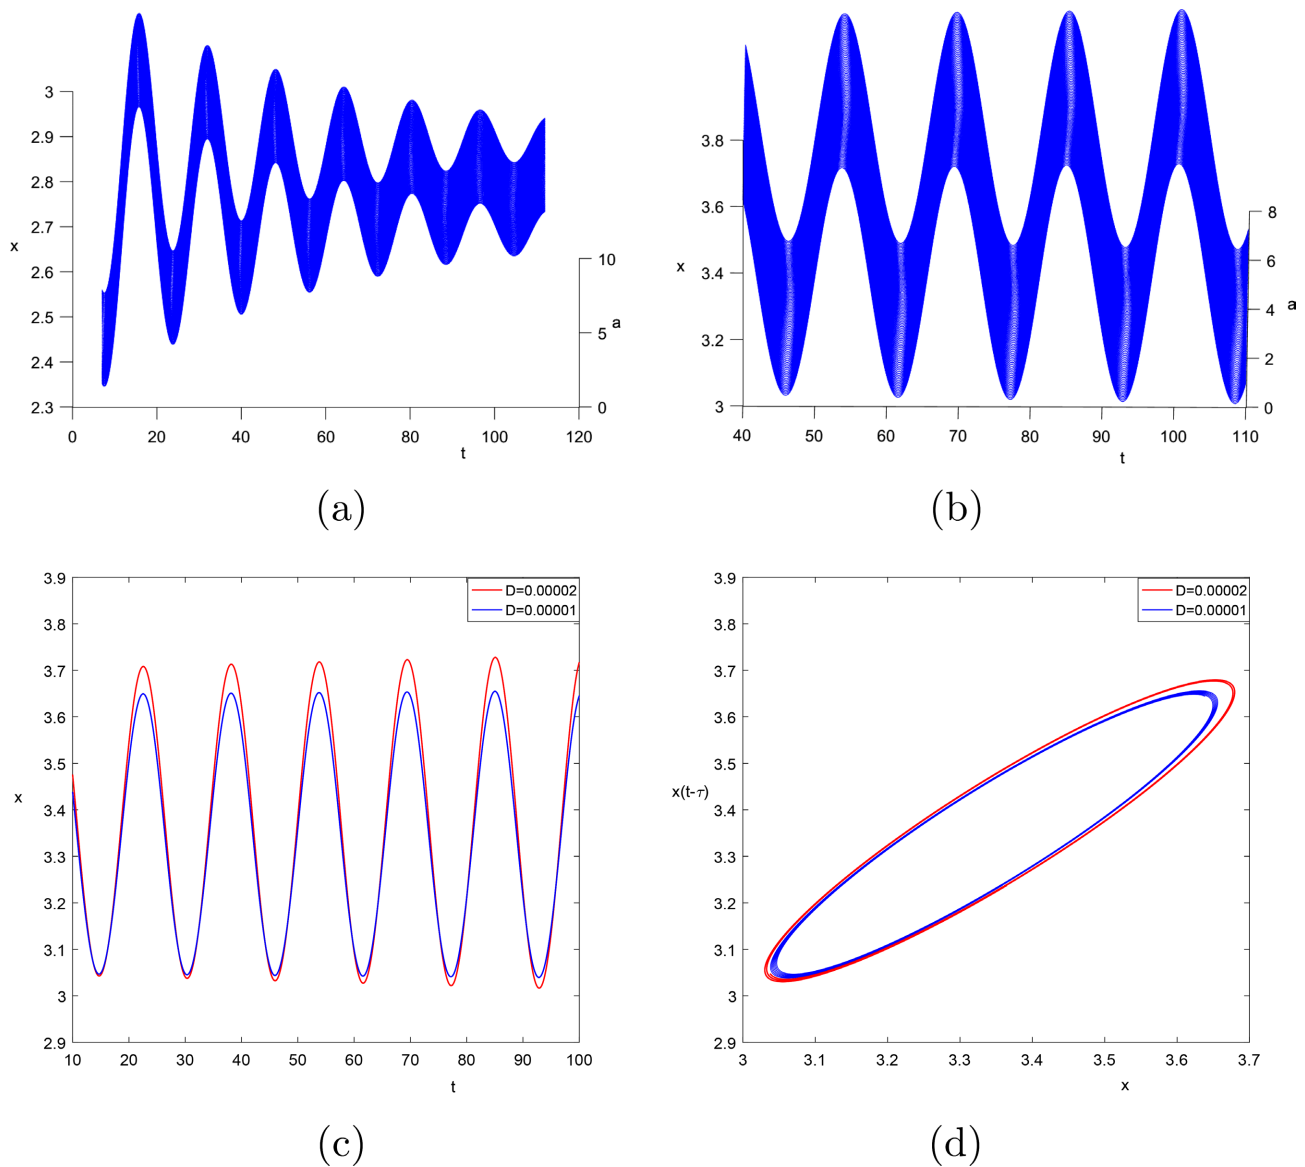 3
2.9
2.8
2.7
x
2.6
2.5
2.4
2.3
10
a
5
0
0 20 40 60 80 100 120
t
(a)
3.8
3.6
x
3.4
3.2
3
8
6
a
4
2
0
40 50 60 70 80 90 100 110
t
(b)
3.9
3.8
3.7
3.6
3.5
x
3.4
3.3
3.2
3.1
3
2.9
D=0.00002
D=0.00001
10 20 30 40 50 60 70 80 90 100
t
(c)
3.9
3.8
3.7
3.6
3.5
x(t-τ)
3.4
3.3
3.2
3.1
3
2.9
D=0.00002
D=0.00001
3 3.1 3.2 3.3 3.4 3.5 3.6 3.7
x
(d)